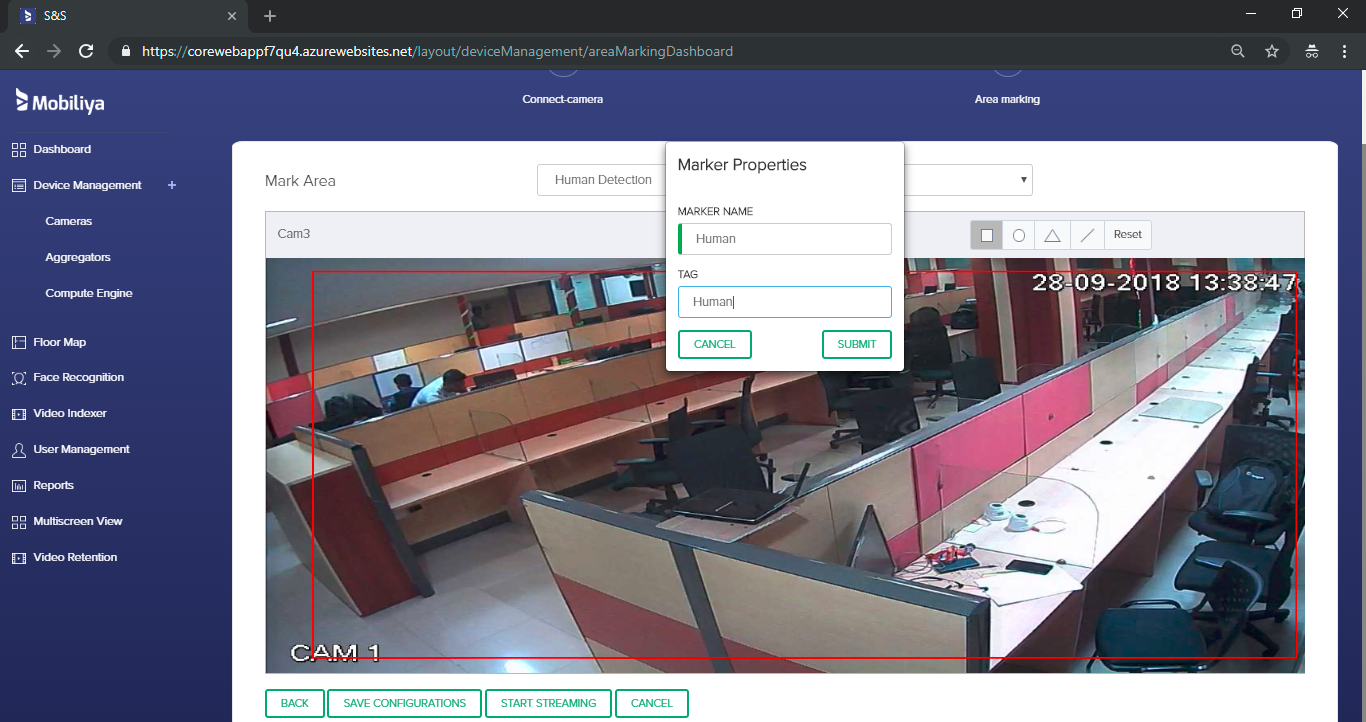 S&S
https://corewebappf7qu4.azurewebsites.net/layout/deviceManagement/areaMarkingDashboard
Mobiliya
Connect-camera
Area marking
Dashboard
Device Management +
Cameras
Aggregators
Compute Engine
Floor Map
Face Recognition
Video Indexer
User Management
Reports
Multiscreen View
Video Retention
Mark Area
Human Detection
Cam3
Reset
Marker Properties
MARKER NAME
Human
TAG
Human
CANCEL
SUBMIT
28-09-2018 13:38:47
CAM 1
BACK
SAVE CONFIGURATIONS
START STREAMING
CANCEL